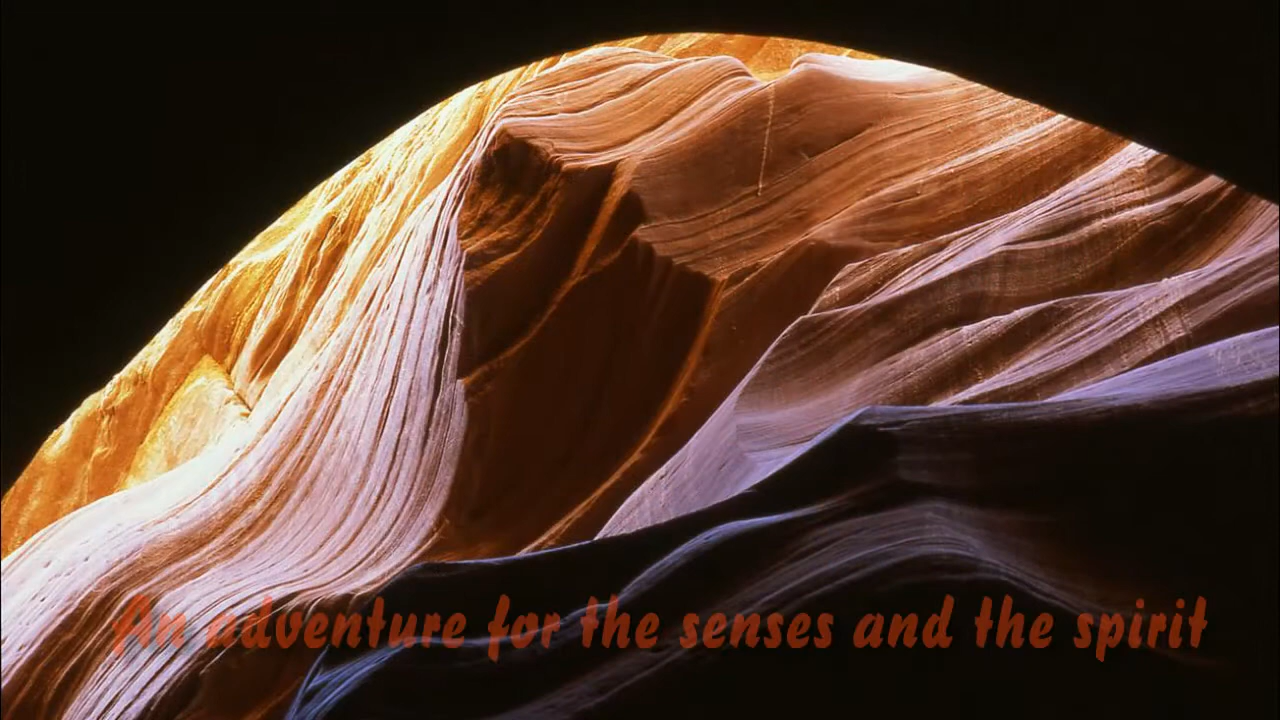 An adventure for the senses and the spirit